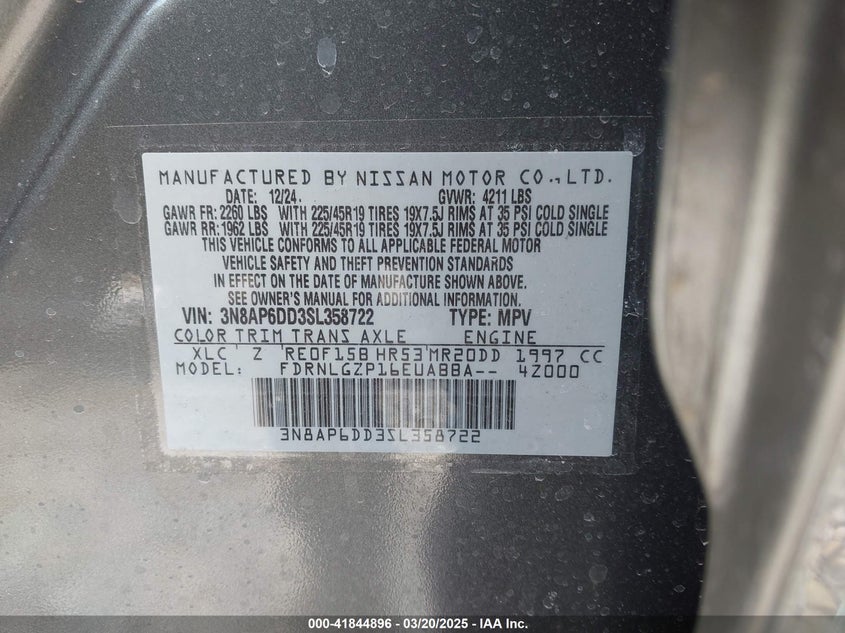 MANUFACTURED BY NISSAN MOTOR CO., LTD.
DATE: 12/24. GVWR: 4211 LBS
GAWR FR: 2260 LBS WITH 225/45R19 TIRES 19X7.5J RIMS AT 35 PSI COLD SINGLE
GAWR RR: 1962 LBS WITH 225/45R19 TIRES 19X7.5J RIMS AT 35 PSI COLD SINGLE
THIS VEHICLE CONFORMS TO ALL APPLICABLE FEDERAL MOTOR
VEHICLE SAFETY AND THEFT PREVENTION STANDARDS
IN EFFECT ON THE DATE OF MANUFACTURE SHOWN ABOVE.
SEE OWNER'S MANUAL FOR ADDITIONAL INFORMATION.
VIN: 3N8AP6DD3SL358722 TYPE: MPV
COLOR TRIM TRANS AXLE ENGINE
XLC Z RE0F15B HR53 MR20DD 1997 CC
MODEL: FDRNLGZP16EUABBA-- 4Z000
3N8AP6DD3SL358722
000-41844896 - 03/20/2025 - IAA Inc.